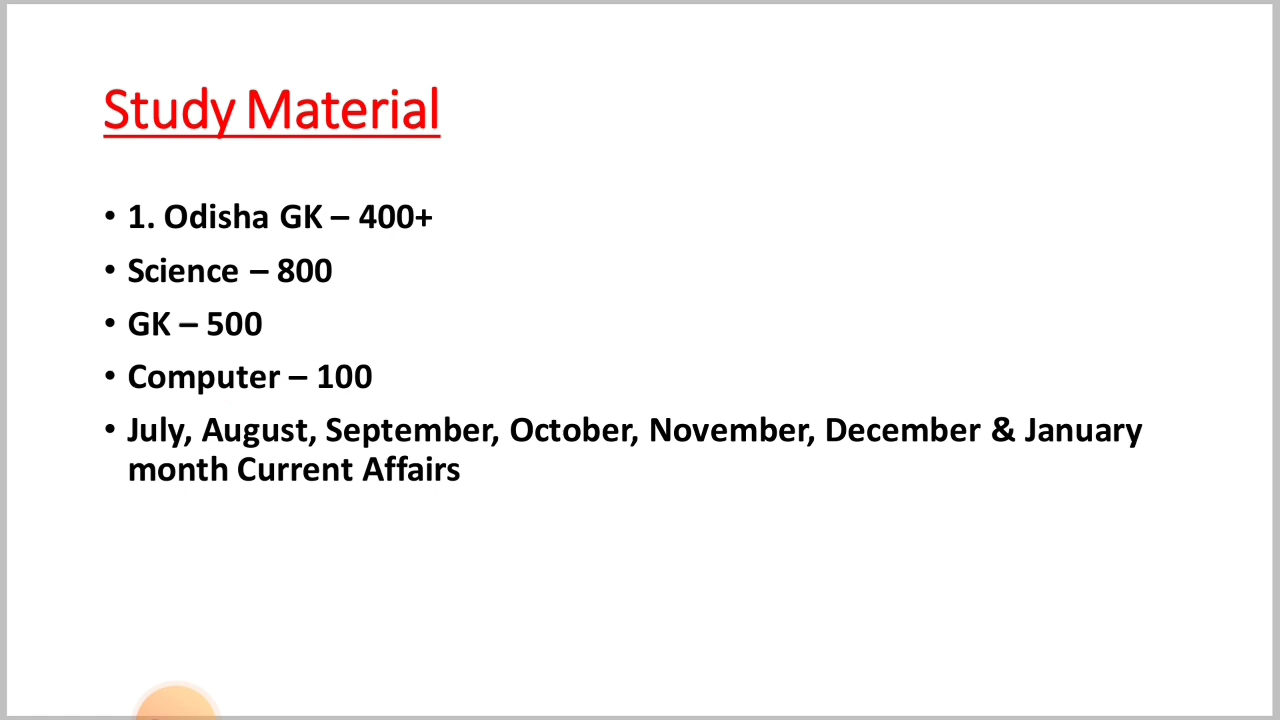 Study Material
• 1. Odisha GK – 400+
• Science – 800
• GK – 500
• Computer – 100
• July, August, September, October, November, December & January
month Current Affairs